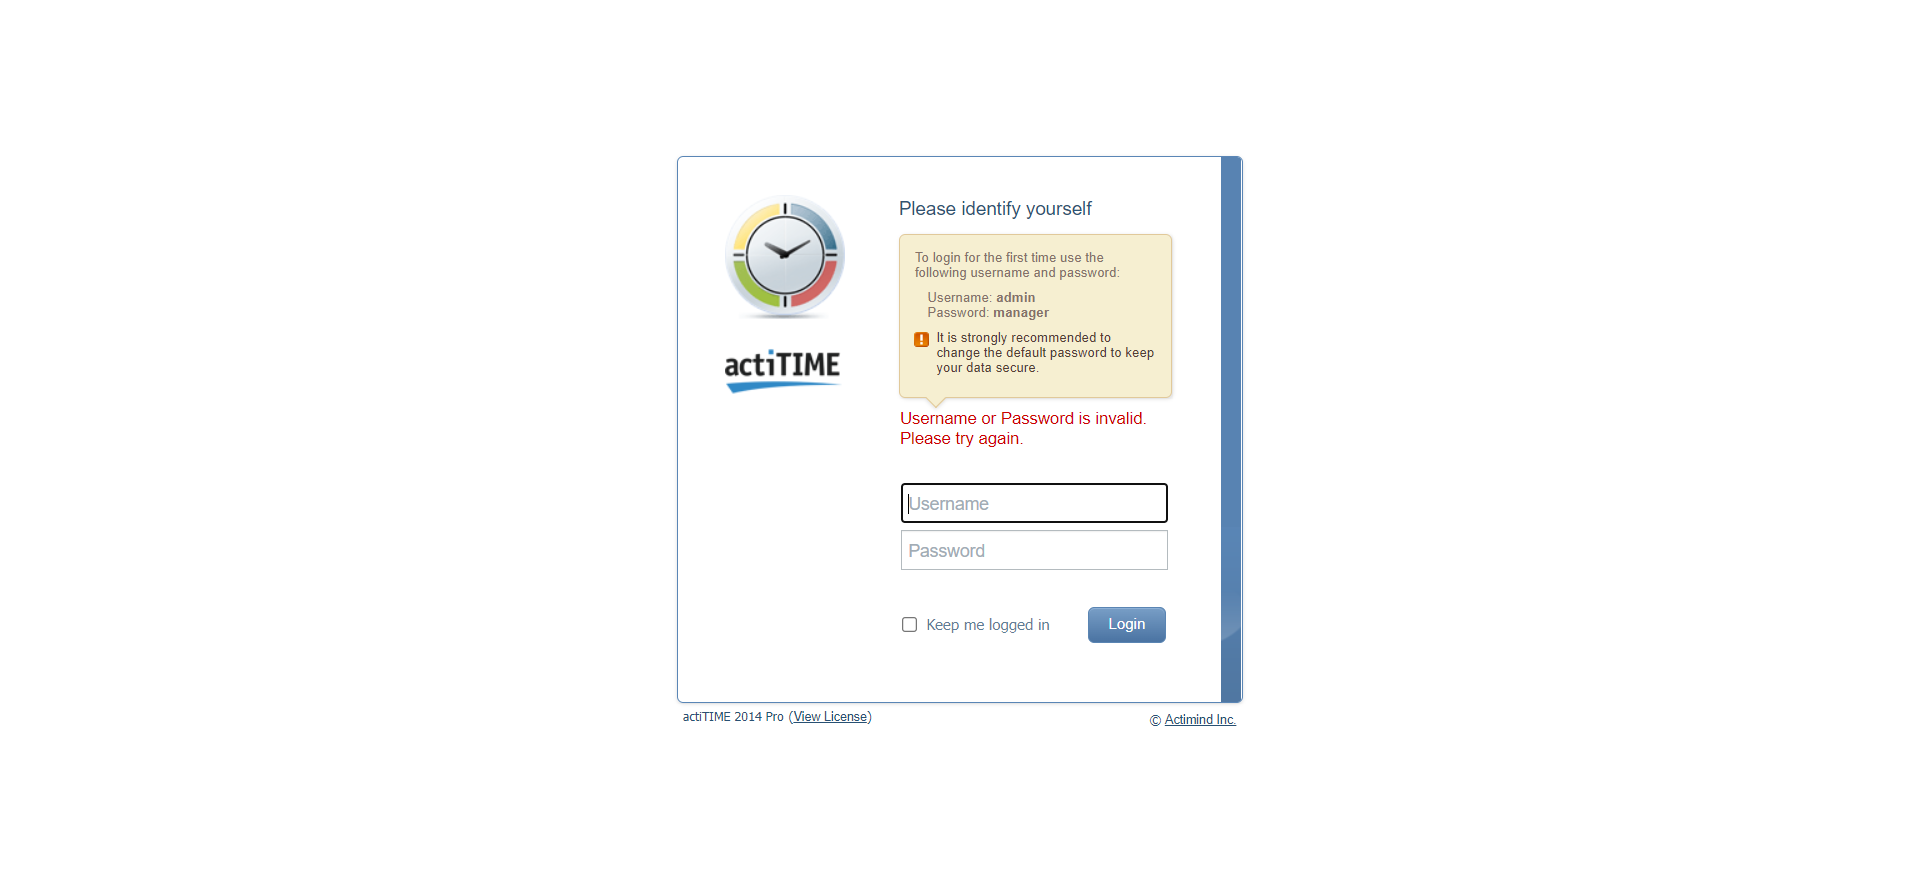 Please identify yourself
To login for the first time use the
following username and password:
Username: admin
Password: manager
It is strongly recommended to
change the default password to keep
your data secure.
actiTIME
Username or Password is invalid.
Please try again.
Username
Password
Keep me logged in
Login
actiTIME 2014 Pro (View License)
© Actimind Inc.